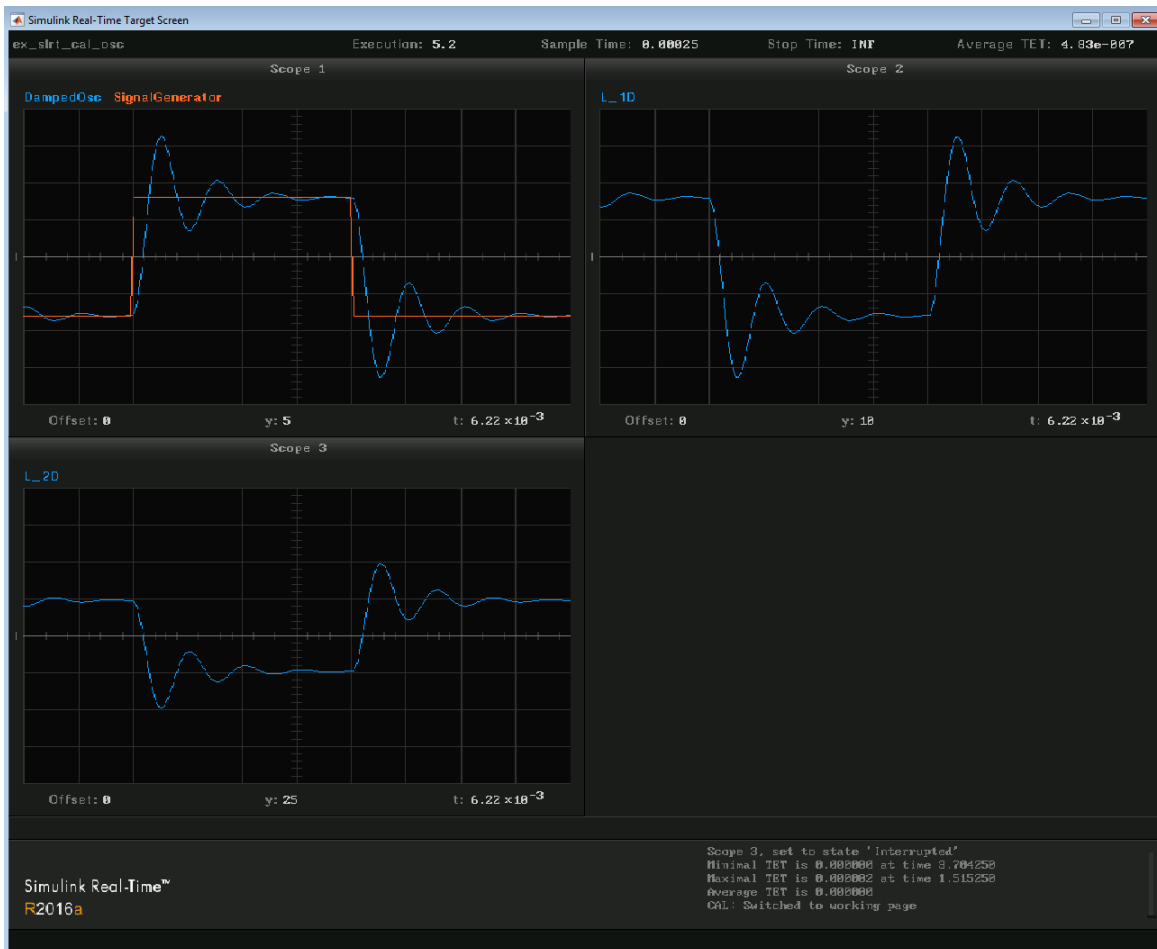 Simulink Real-Time Target Screen
ex_slrt_cal_osc Execution: 5.2 Sample Time: 0.00025 Stop Time: INF Average TET: 4.83e-007
Scope 1
DampedOsc SignalGenerator
Offset: 0 y: 5 t: 6.22 ×10⁻³
Scope 2
L_1D
Offset: 0 y: 10 t: 6.22 ×10⁻³
Scope 3
L_2D
Offset: 0 y: 25 t: 6.22 ×10⁻³
Simulink Real-Time™
R2016a
Scope 3, set to state 'Interrupted'
Minimal TET is 0.000000 at time 3.704250
Maximal TET is 0.000002 at time 1.515250
Average TET is 0.000000
CAL: Switched to working page